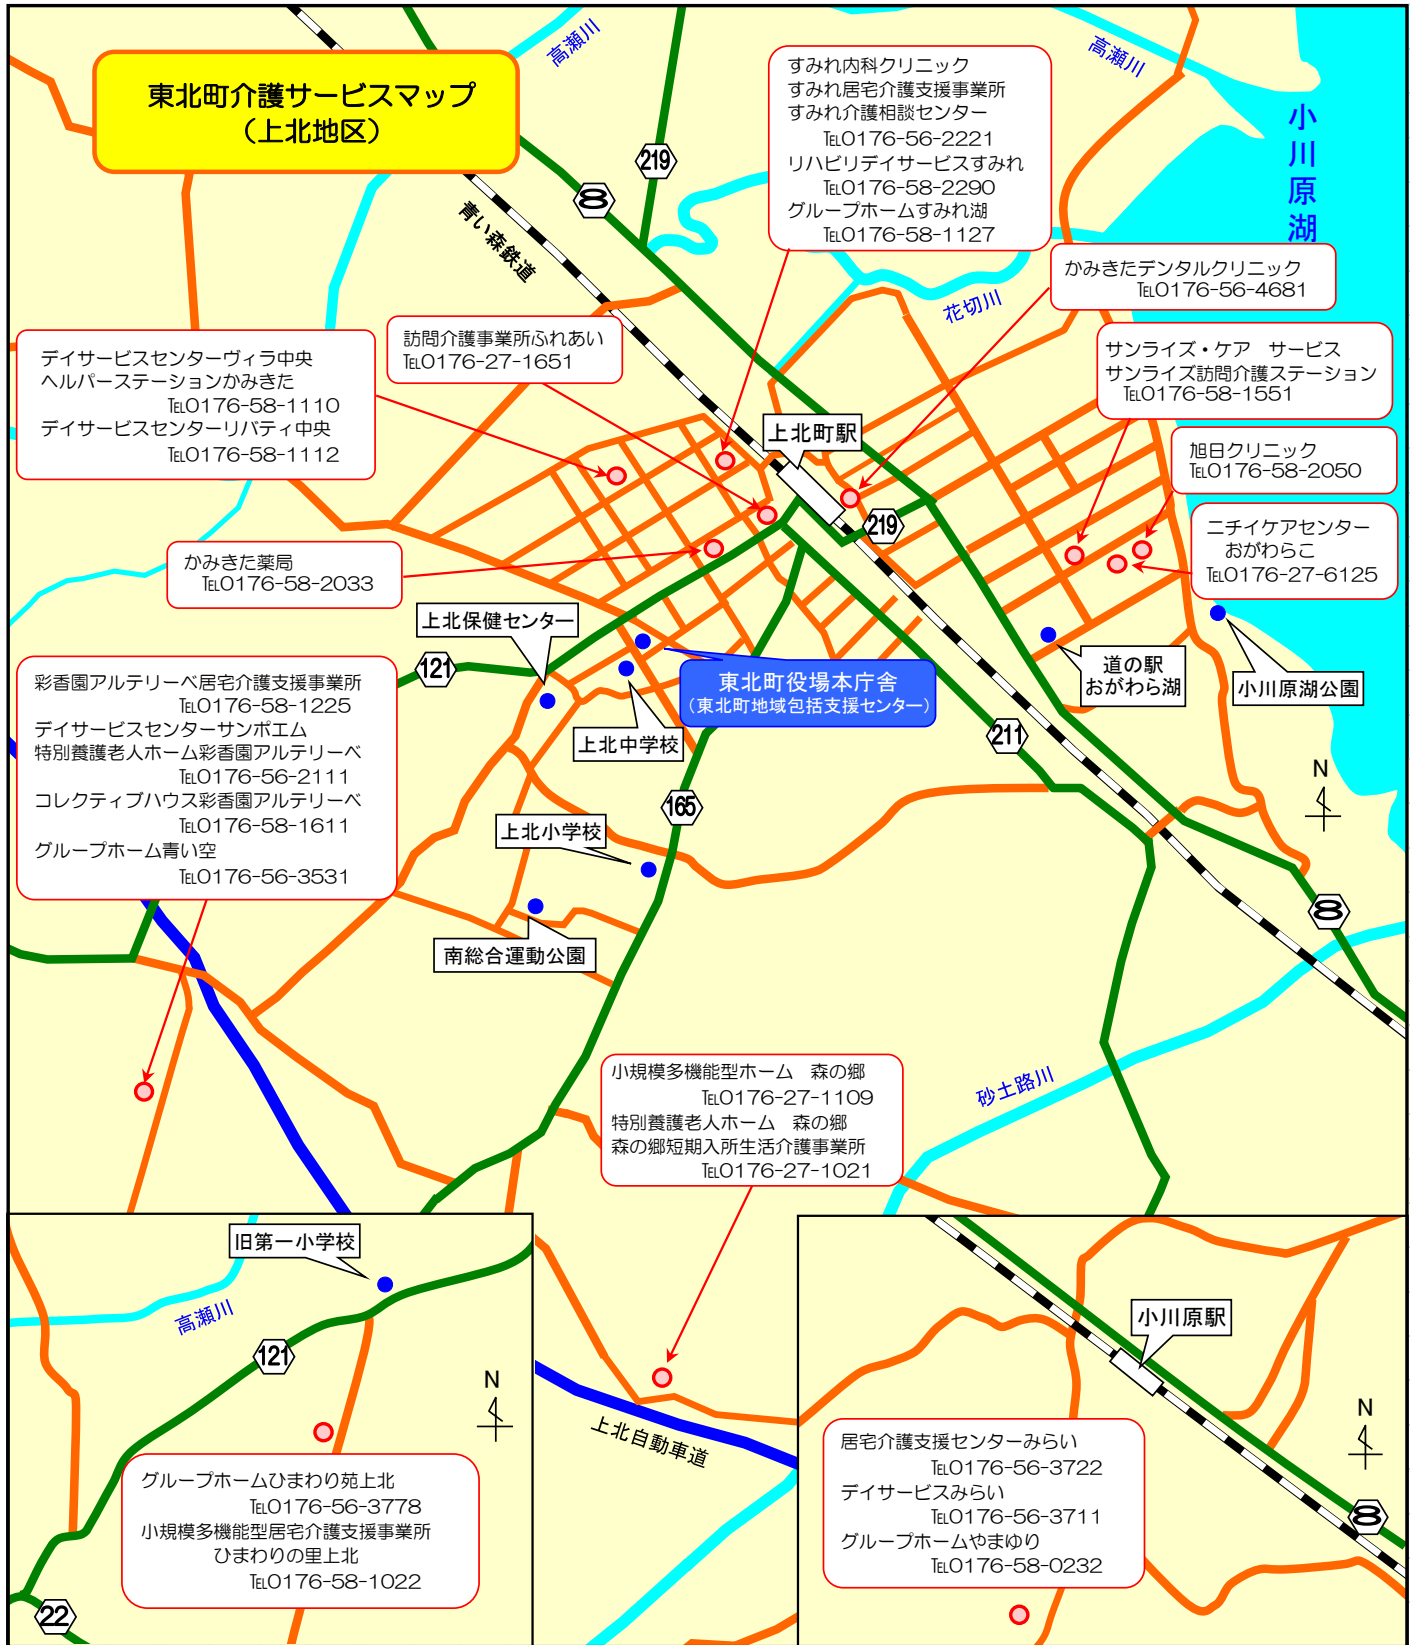 東北町介護サービスマップ
（上北地区）
高瀬川
高瀬川
小川原湖
219
8
青い森鉄道
すみれ内科クリニック
すみれ居宅介護支援事業所
すみれ介護相談センター
℡0176-56-2221
リハビリデイサービスすみれ
℡0176-58-2290
グループホームすみれ湖
℡0176-58-1127
かみきたデンタルクリニック
℡0176-56-4681
花切川
デイサービスセンターヴィラ中央
ヘルパーステーションかみきた
℡0176-58-1110
デイサービスセンターリバティ中央
℡0176-58-1112
訪問介護事業所ふれあい
℡0176-27-1651
サンライズ・ケア　サービス
サンライズ訪問介護ステーション
℡0176-58-1551
上北町駅
旭日クリニック
℡0176-58-2050
219
ニチイケアセンター
おがわらこ
℡0176-27-6125
かみきた薬局
℡0176-58-2033
上北保健センター
121
東北町役場本庁舎
（東北町地域包括支援センター）
道の駅
おがわら湖
小川原湖公園
彩香園アルテリーベ居宅介護支援事業所
℡0176-58-1225
デイサービスセンターサンポエム
特別養護老人ホーム彩香園アルテリーベ
℡0176-56-2111
コレクティブハウス彩香園アルテリーベ
℡0176-58-1611
グループホーム青い空
℡0176-56-3531
上北中学校
211
N
165
上北小学校
8
南総合運動公園
小規模多機能型ホーム　森の郷
℡0176-27-1109
特別養護老人ホーム　森の郷
森の郷短期入所生活介護事業所
℡0176-27-1021
砂土路川
旧第一小学校
高瀬川
121
N
グループホームひまわり苑上北
℡0176-56-3778
小規模多機能型居宅介護支援事業所
ひまわりの里上北
℡0176-58-1022
22
上北自動車道
小川原駅
N
居宅介護支援センターみらい
℡0176-56-3722
デイサービスみらい
℡0176-56-3711
グループホームやまゆり
℡0176-58-0232
8